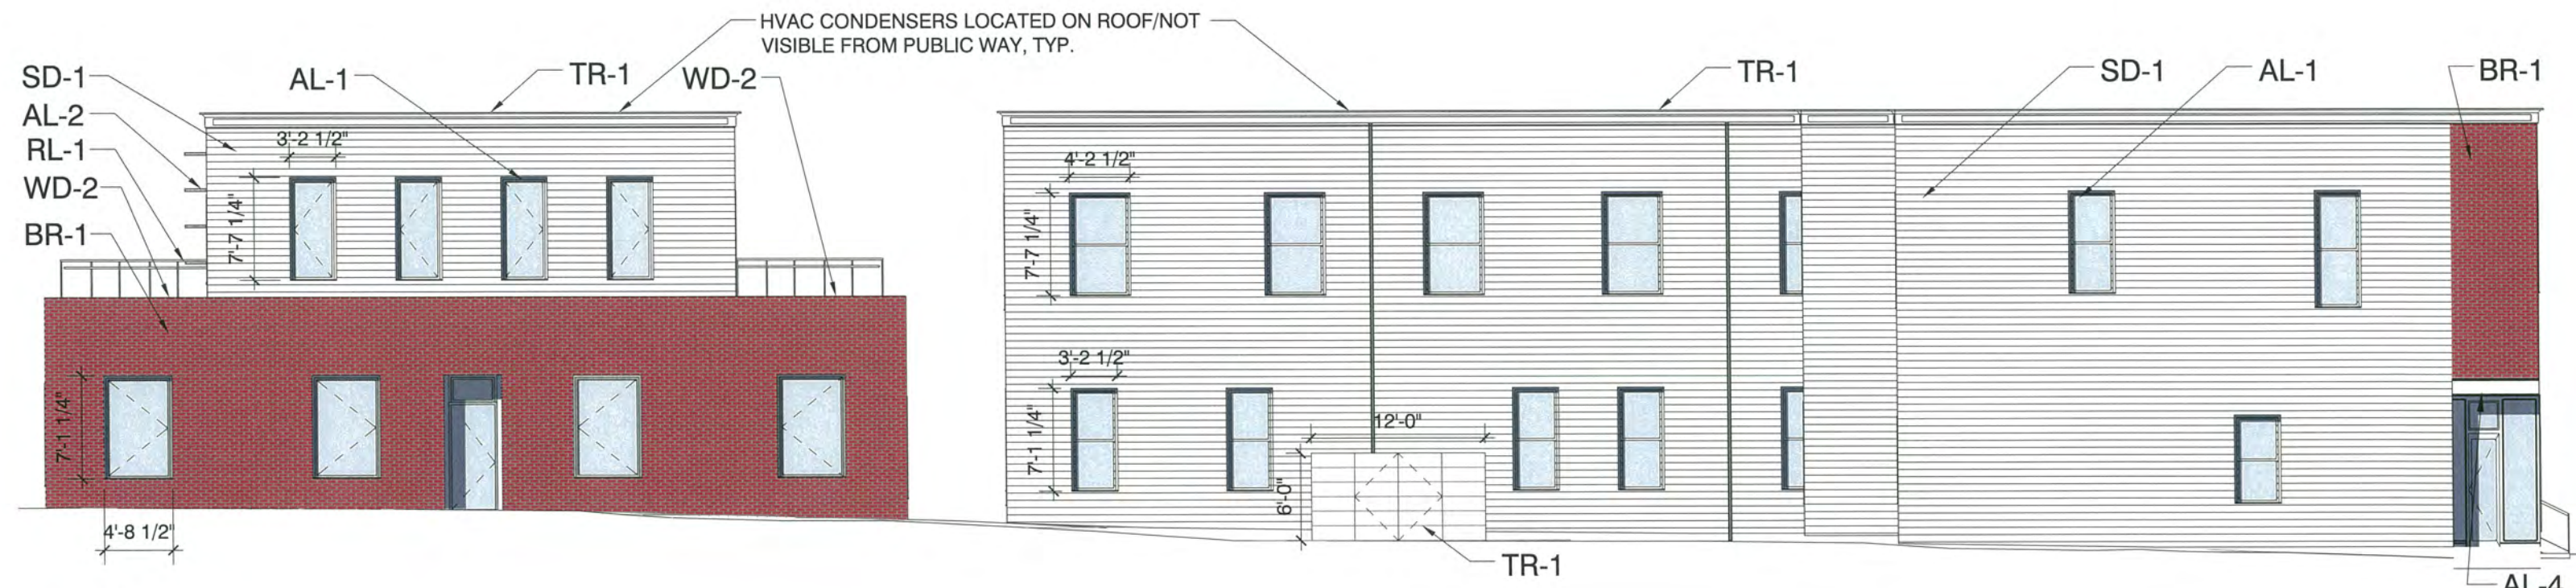 HVAC CONDENSERS LOCATED ON ROOF/NOT
VISIBLE FROM PUBLIC WAY, TYP.
SD-1
AL-1
TR-1
WD-2
AL-2
RL-1
WD-2
BR-1
3'-2 1/2"
7'-7 1/4"
7'-1 1/4"
4'-8 1/2"
TR-1
SD-1
AL-1
BR-1
4'-2 1/2"
7'-7 1/4"
3'-2 1/2"
7'-1 1/4"
12'-0"
6'-0"
TR-1
AL-4